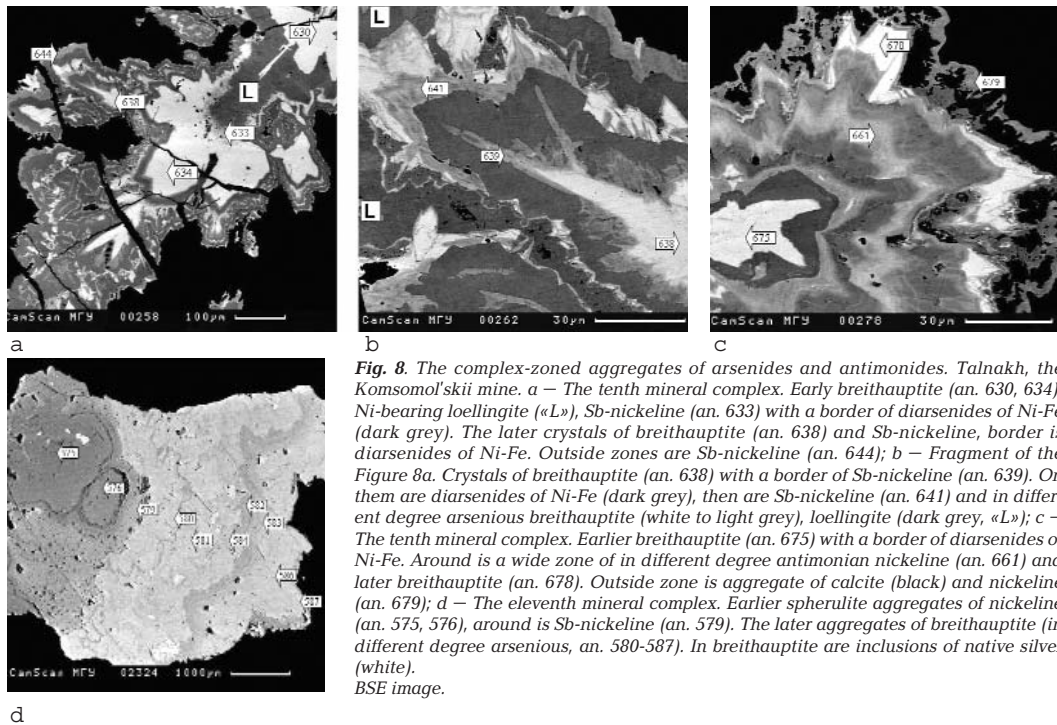 630
644
L
638
633
634
CamScan МГУ 00258 100µm
a
L
641
639
L
638
CamScan МГУ 00262 30µm
b
678
679
661
675
CamScan МГУ 00278 30µm
c
575
576
579
580
581
582
583
584
586
587
CamScan МГУ 02324 1000µm
d
Fig. 8. The complex-zoned aggregates of arsenides and antimonides. Talnakh, the
Komsomol'skii mine. a — The tenth mineral complex. Early breithauptite (an. 630, 634)
Ni-bearing loellingite («L»), Sb-nickeline (an. 633) with a border of diarsenides of Ni-Fe
(dark grey). The later crystals of breithauptite (an. 638) and Sb-nickeline, border is
diarsenides of Ni-Fe. Outside zones are Sb-nickeline (an. 644); b — Fragment of the
Figure 8a. Crystals of breithauptite (an. 638) with a border of Sb-nickeline (an. 639). On
them are diarsenides of Ni-Fe (dark grey), then are Sb-nickeline (an. 641) and in differ-
ent degree arsenious breithauptite (white to light grey), loellingite (dark grey, «L»); c —
The tenth mineral complex. Earlier breithauptite (an. 675) with a border of diarsenides of
Ni-Fe. Around is a wide zone of in different degree antimonian nickeline (an. 661) and
later breithauptite (an. 678). Outside zone is aggregate of calcite (black) and nickeline
(an. 679); d — The eleventh mineral complex. Earlier spherulite aggregates of nickeline
(an. 575, 576), around is Sb-nickeline (an. 579). The later aggregates of breithauptite (in
different degree arsenious, an. 580-587). In breithauptite are inclusions of native silver
(white).
BSE image.